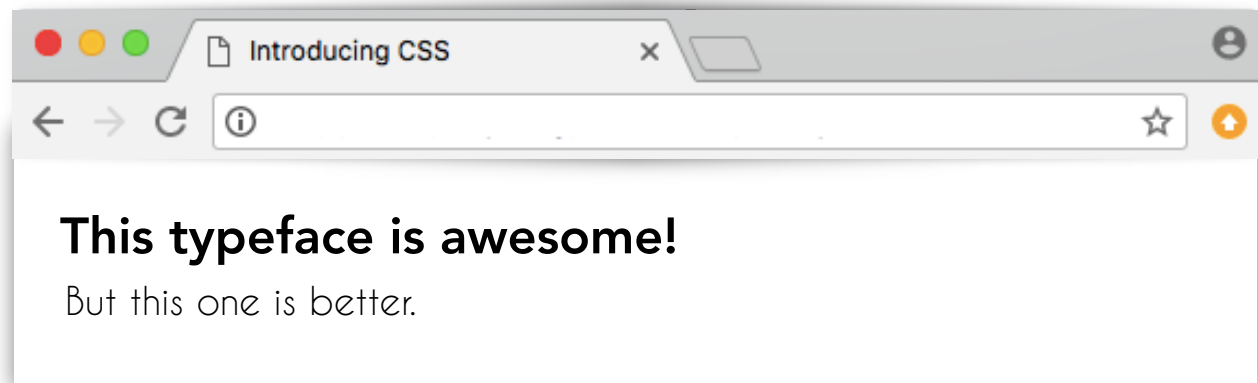 Introducing CSS
This typeface is awesome!
But this one is better.